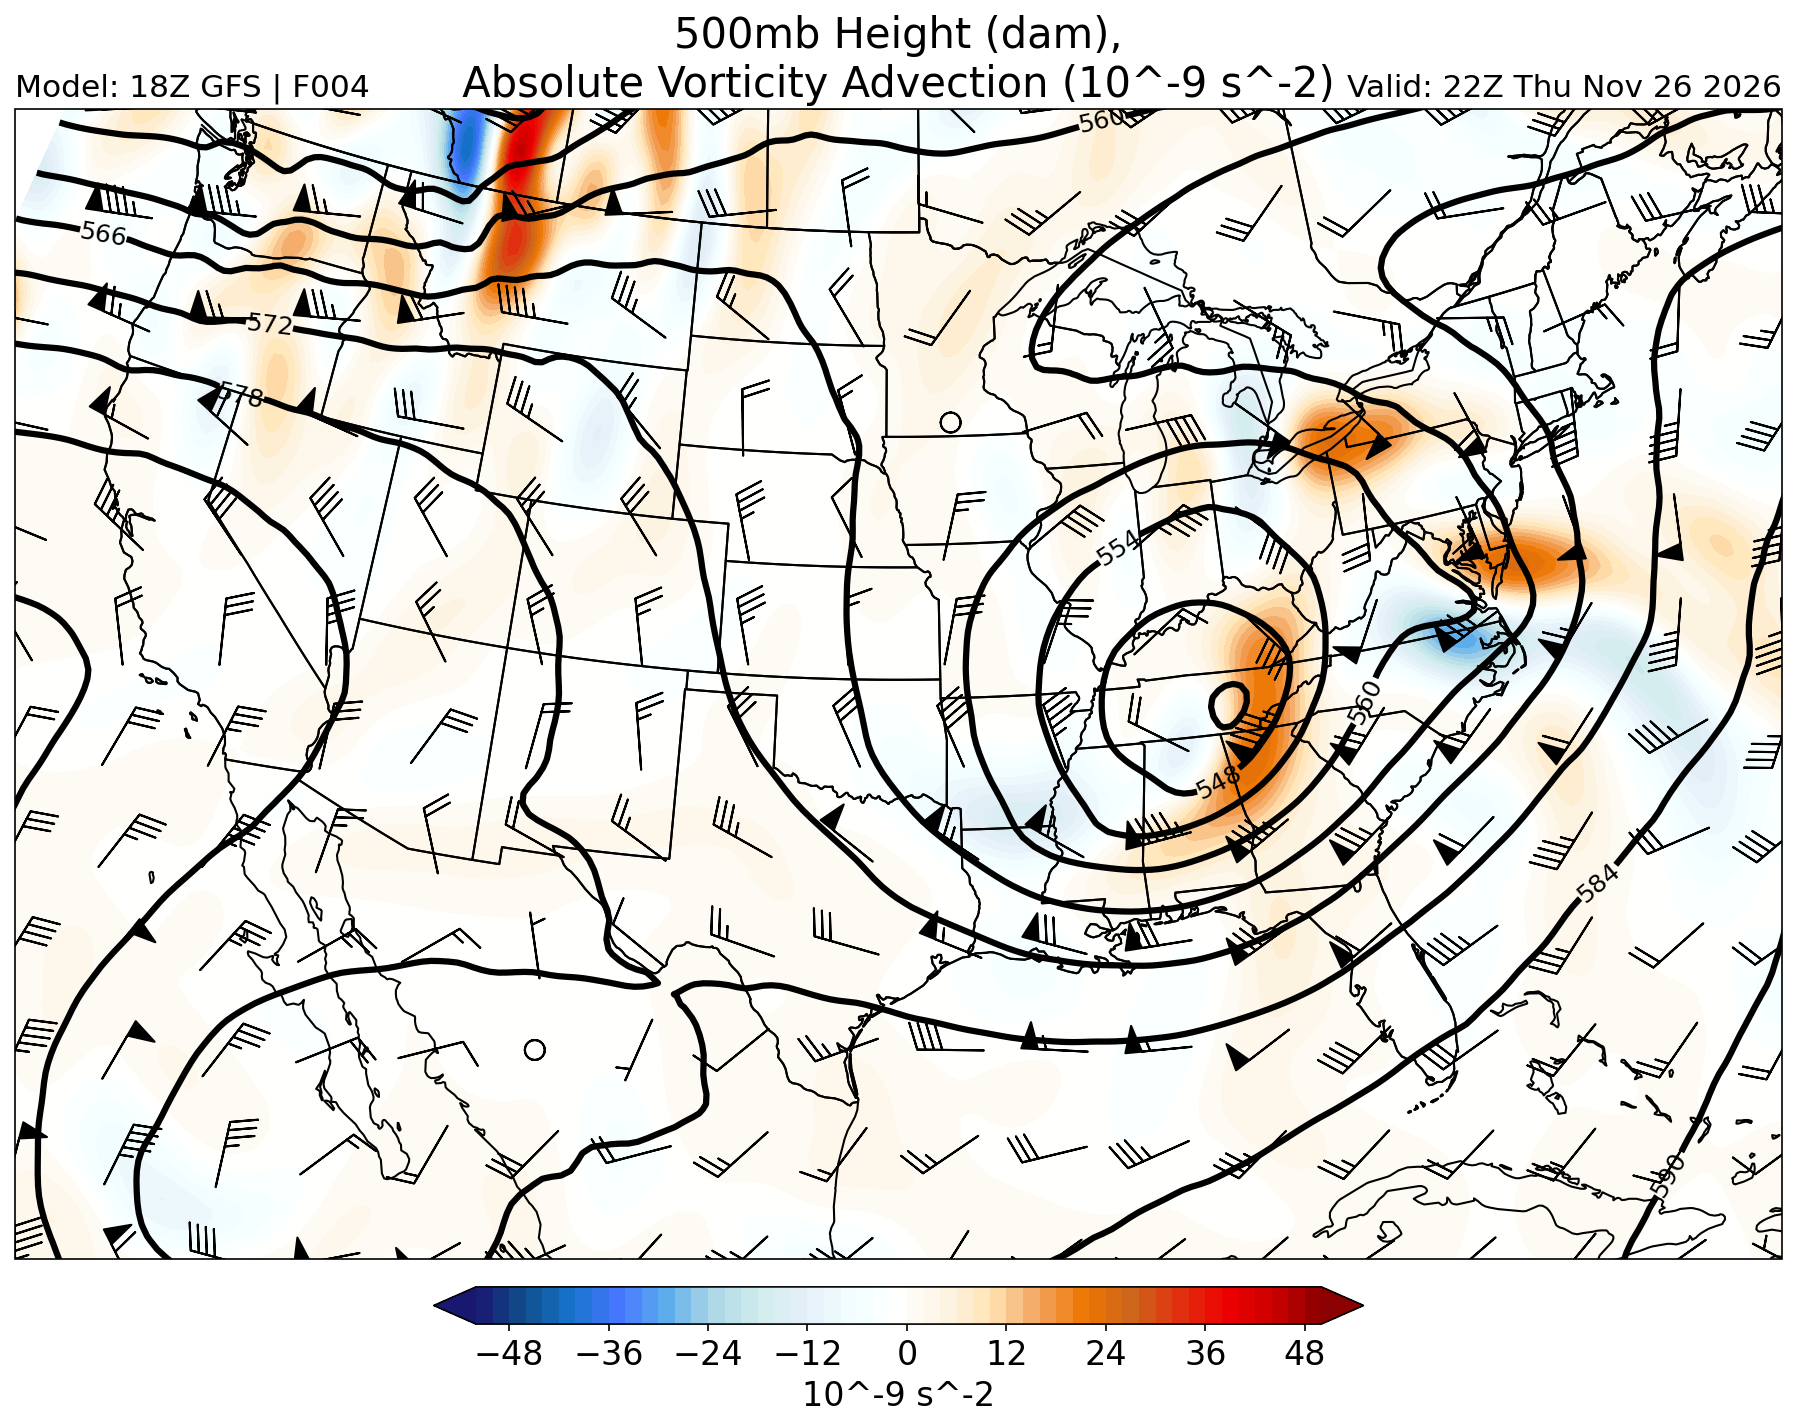 500mb Height (dam),
Model: 18Z GFS | F004
Absolute Vorticity Advection (10^-9 s^-2)
Valid: 22Z Thu Nov 26 2026
560
566
572
578
554
560
548
584
590
−48 −36 −24 −12 0 12 24 36 48
10^-9 s^-2